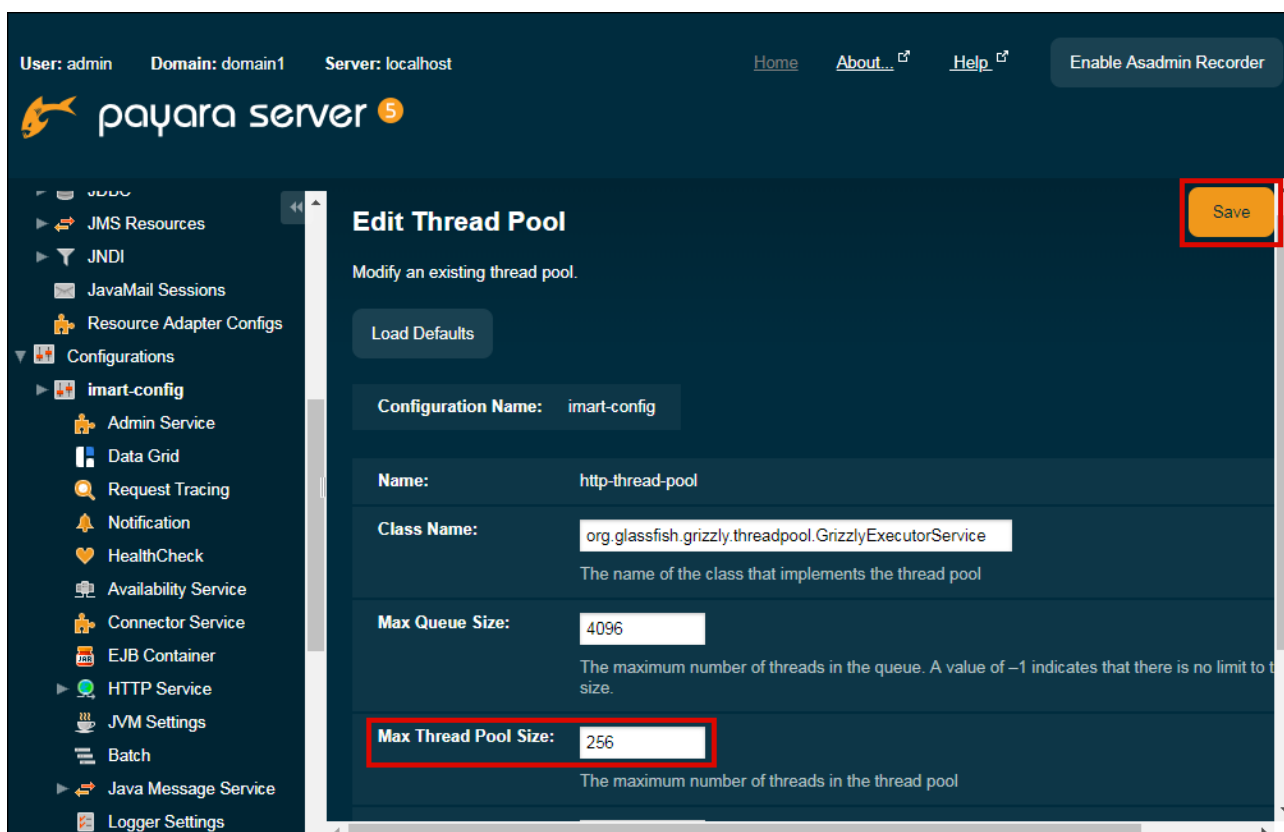 User: admin Domain: domain1 Server: localhost Home About... Help Enable Asadmin Recorder
payara server 5
JDBC
JMS Resources
JNDI
JavaMail Sessions
Resource Adapter Configs
Configurations
imart-config
Admin Service
Data Grid
Request Tracing
Notification
HealthCheck
Availability Service
Connector Service
EJB Container
HTTP Service
JVM Settings
Batch
Java Message Service
Logger Settings
Edit Thread Pool
Save
Modify an existing thread pool.
Load Defaults
Configuration Name: imart-config
Name: http-thread-pool
Class Name: org.glassfish.grizzly.threadpool.GrizzlyExecutorService
The name of the class that implements the thread pool
Max Queue Size: 4096
The maximum number of threads in the queue. A value of –1 indicates that there is no limit to t
size.
Max Thread Pool Size: 256
The maximum number of threads in the thread pool